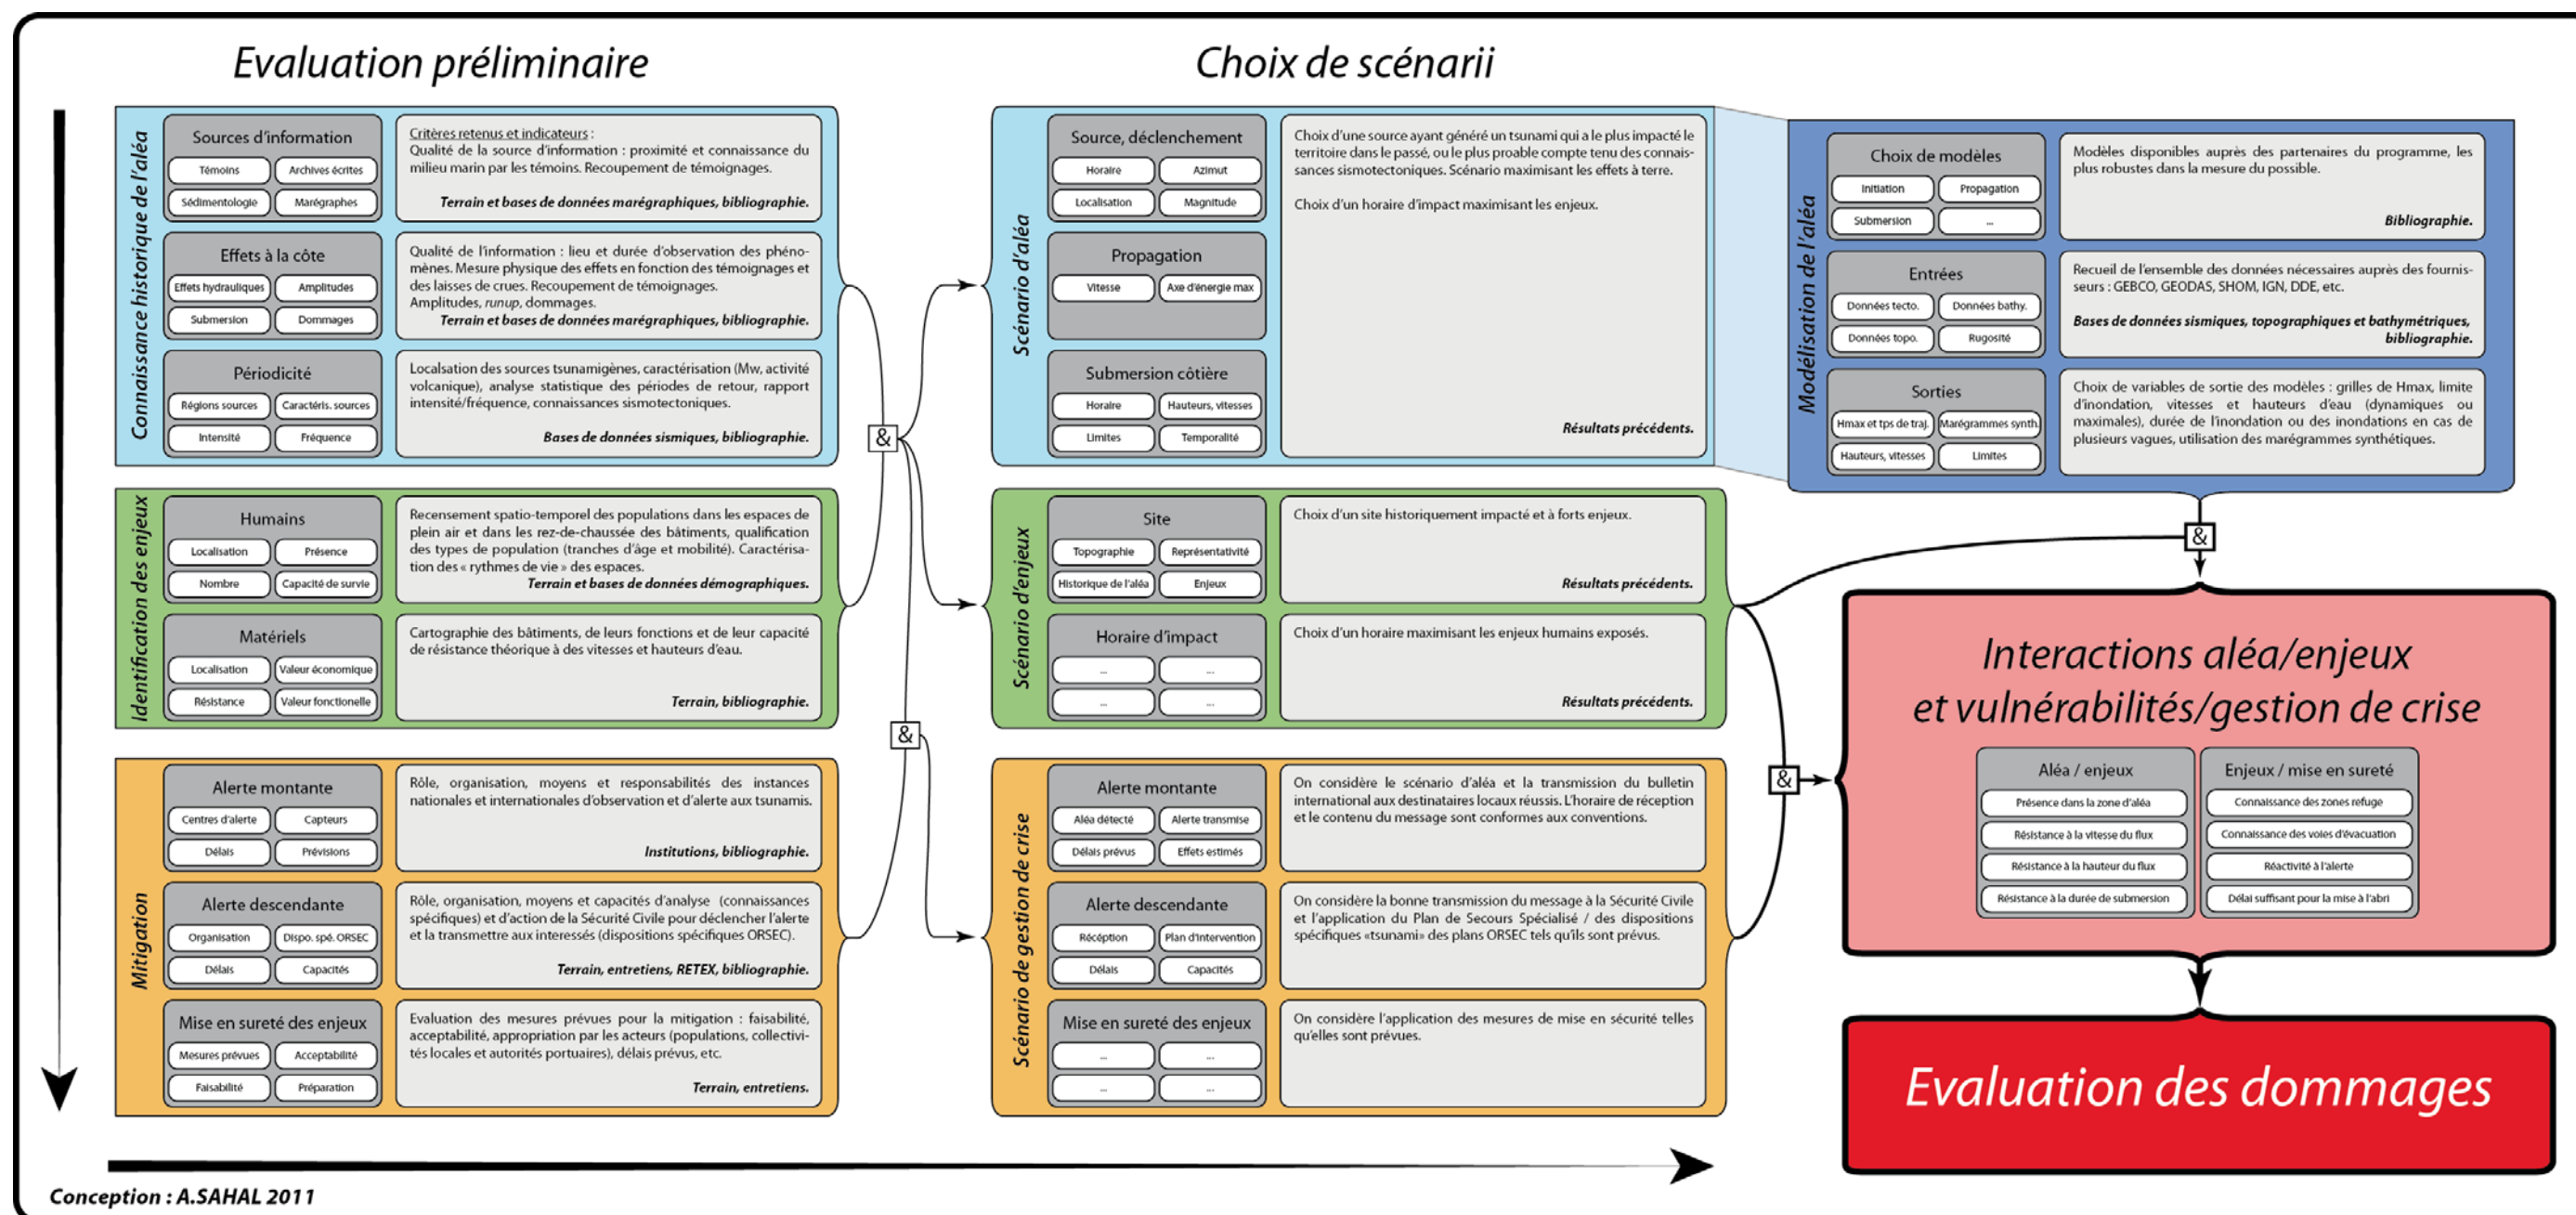 Evaluation préliminaire
Choix de scénarii
Connaissance historique de l'aléa
Sources d'information
Témoins
Archives écrites
Sédimentologie
Marégraphes
Critères retenus et indicateurs :
Qualité de la source d'information : proximité et connaissance du
milieu marin par les témoins. Recoupement de témoignages.
Terrain et bases de données marégraphiques, bibliographie.
Effets à la côte
Effets hydrauliques
Amplitudes
Submersion
Dommages
Qualité de l'information : lieu et durée d'observation des phéno-
mènes. Mesure physique des effets en fonction des témoignages et
des laisses de crues. Recoupement de témoignages.
Amplitudes, runup, dommages.
Terrain et bases de données marégraphiques, bibliographie.
Périodicité
Régions sources
Caractéris. sources
Intensité
Fréquence
Localsation des sources tsunamigènes, caractérisation (Mw, activité
volcanique), analyse statistique des périodes de retour, rapport
intensité/fréquence, connaissances sismotectoniques.
Bases de données sismiques, bibliographie.
&
Identification des enjeux
Humains
Localisation
Présence
Nombre
Capacité de survie
Recensement spatio-temporel des populations dans les espaces de
plein air et dans les rez-de-chaussée des bâtiments, qualification
des types de population (tranches d'âge et mobilité). Caractérisa-
tion des « rythmes de vie » des espaces.
Terrain et bases de données démographiques.
Matériels
Localisation
Valeur économique
Résistance
Valeur fonctionelle
Cartographie des bâtiments, de leurs fonctions et de leur capacité
de résistance théorique à des vitesses et hauteurs d'eau.
Terrain, bibliographie.
&
Mitigation
Alerte montante
Centres d'alerte
Capteurs
Délais
Prévisions
Rôle, organisation, moyens et responsabilités des instances
nationales et internationales d'observation et d'alerte aux tsunamis.
Institutions, bibliographie.
Alerte descendante
Organisation
Dispo. spé. ORSEC
Délais
Capacités
Rôle, organisation, moyens et capacités d'analyse (connaissances
spécifiques) et d'action de la Sécurité Civile pour déclencher l'alerte
et la transmettre aux interessés (dispositions spécifiques ORSEC).
Terrain, entretiens, RETEX, bibliographie.
Mise en sureté des enjeux
Mesures prévues
Acceptabilité
Faisabilité
Préparation
Evaluation des mesures prévues pour la mitigation : faisabilité,
acceptabilité, appropriation par les acteurs (populations, collectivi-
tés locales et autorités portuaires), délais prévus, etc.
Terrain, entretiens.
Scénario d'aléa
Source, déclenchement
Horaire
Azimut
Localisation
Magnitude
Propagation
Vitesse
Axe d'énergie max
Submersion côtière
Horaire
Hauteurs, vitesses
Limites
Temporalité
Choix d'une source ayant généré un tsunami qui a le plus impacté le
territoire dans le passé, ou le plus proable compte tenu des connais-
sances sismotectoniques. Scénario maximisant les effets à terre.
Choix d'un horaire d'impact maximisant les enjeux.
Résultats précédents.
Scénario d'enjeux
Site
Topographie
Représentativité
Historique de l'aléa
Enjeux
Choix d'un site historiquement impacté et à forts enjeux.
Résultats précédents.
Horaire d'impact
...
...
...
...
Choix d'un horaire maximisant les enjeux humains exposés.
Résultats précédents.
Scénario de gestion de crise
Alerte montante
Aléa détecté
Alerte transmise
Délais prévus
Effets estimés
On considère le scénario d'aléa et la transmission du bulletin
international aux destinataires locaux réussis. L'horaire de réception
et le contenu du message sont conformes aux conventions.
Alerte descendante
Récéption
Plan d'intervention
Délais
Capacités
On considère la bonne transmission du message à la Sécurité Civile
et l'application du Plan de Secours Spécialisé / des dispositions
spécifiques «tsunami» des plans ORSEC tels qu'ils sont prévus.
Mise en sureté des enjeux
...
...
...
...
On considère l'application des mesures de mise en sécurité telles
qu'elles sont prévues.
Modélisation de l'aléa
Choix de modèles
Initiation
Propagation
Submersion
...
Modèles disponibles auprès des partenaires du programme, les
plus robustes dans la mesure du possible.
Bibliographie.
Entrées
Données tecto.
Données bathy.
Données topo.
Rugosité
Recueil de l'ensemble des données nécessaires auprès des fournis-
seurs : GEBCO, GEODAS, SHOM, IGN, DDE, etc.
Bases de données sismiques, topographiques et bathymétriques,
bibliographie.
Sorties
Hmax et tps de traj.
Marégrammes synth.
Hauteurs, vitesses
Limites
Choix de variables de sortie des modèles : grilles de Hmax, limite
d'inondation, vitesses et hauteurs d'eau (dynamiques ou
maximales), durée de l'inondation ou des inondations en cas de
plusieurs vagues, utilisation des marégrammes synthétiques.
&
&
Interactions aléa/enjeux
et vulnérabilités/gestion de crise
Aléa / enjeux
Présence dans la zone d'aléa
Résistance à la vitesse du flux
Résistance à la hauteur du flux
Résistance à la durée de submersion
Enjeux / mise en sureté
Connaissance des zones refuge
Connaissance des voies d'évacuation
Réactivité à l'alerte
Délai suffisant pour la mise à l'abri
Evaluation des dommages
Conception : A.SAHAL 2011